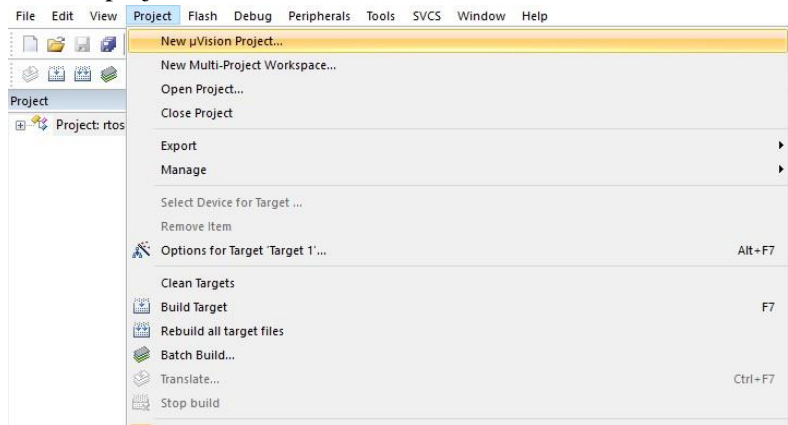 File Edit View Project Flash Debug Peripherals Tools SVCS Window Help
New µVision Project...
New Multi-Project Workspace...
Open Project...
Project
Close Project
Project: rtos
Export
Manage
Select Device for Target ...
Remove Item
Options for Target 'Target 1'... Alt+F7
Clean Targets
Build Target F7
Rebuild all target files
Batch Build...
Translate... Ctrl+F7
Stop build